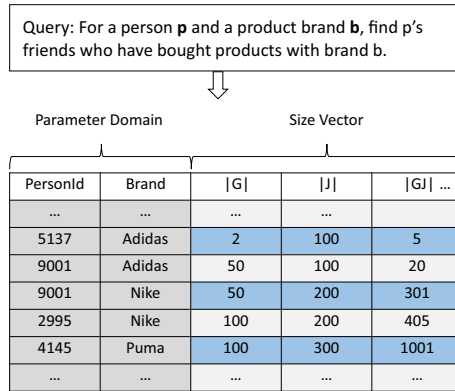 Query: For a person p and a product brand b, find p's
friends who have bought products with brand b.
Parameter Domain Size Vector
PersonId Brand |G| |J| |GJ| ...
... ... ... ...
5137 Adidas 2 100 5
9001 Adidas 50 100 20
9001 Nike 50 200 301
2995 Nike 100 200 405
4145 Puma 100 300 1001
... ... ... ... ...